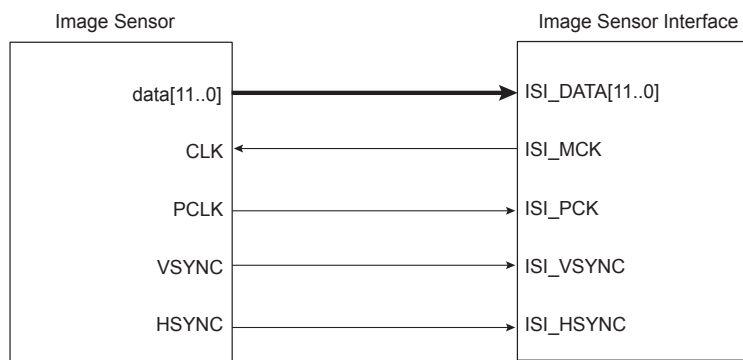 Image Sensor
Image Sensor Interface
data[11..0]
ISI_DATA[11..0]
CLK
ISI_MCK
PCLK
ISI_PCK
VSYNC
ISI_VSYNC
HSYNC
ISI_HSYNC